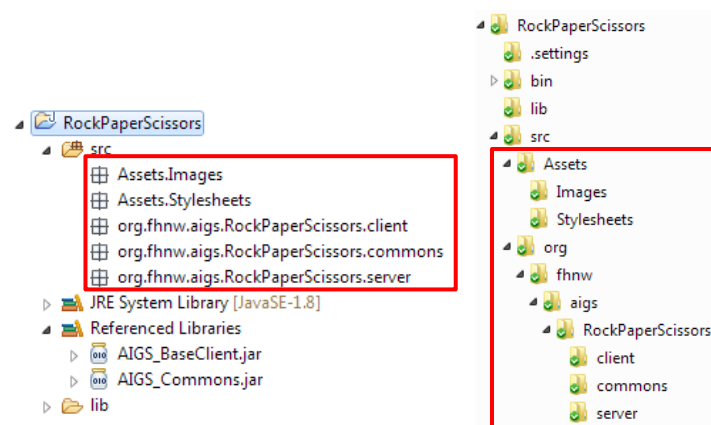 RockPaperScissors
src
Assets.Images
Assets.Stylesheets
org.fhnw.aigs.RockPaperScissors.client
org.fhnw.aigs.RockPaperScissors.commons
org.fhnw.aigs.RockPaperScissors.server
JRE System Library [JavaSE-1.8]
Referenced Libraries
010 AIGS_BaseClient.jar
010 AIGS_Commons.jar
lib
RockPaperScissors
.settings
bin
lib
src
Assets
Images
Stylesheets
org
fhnw
aigs
RockPaperScissors
client
commons
server